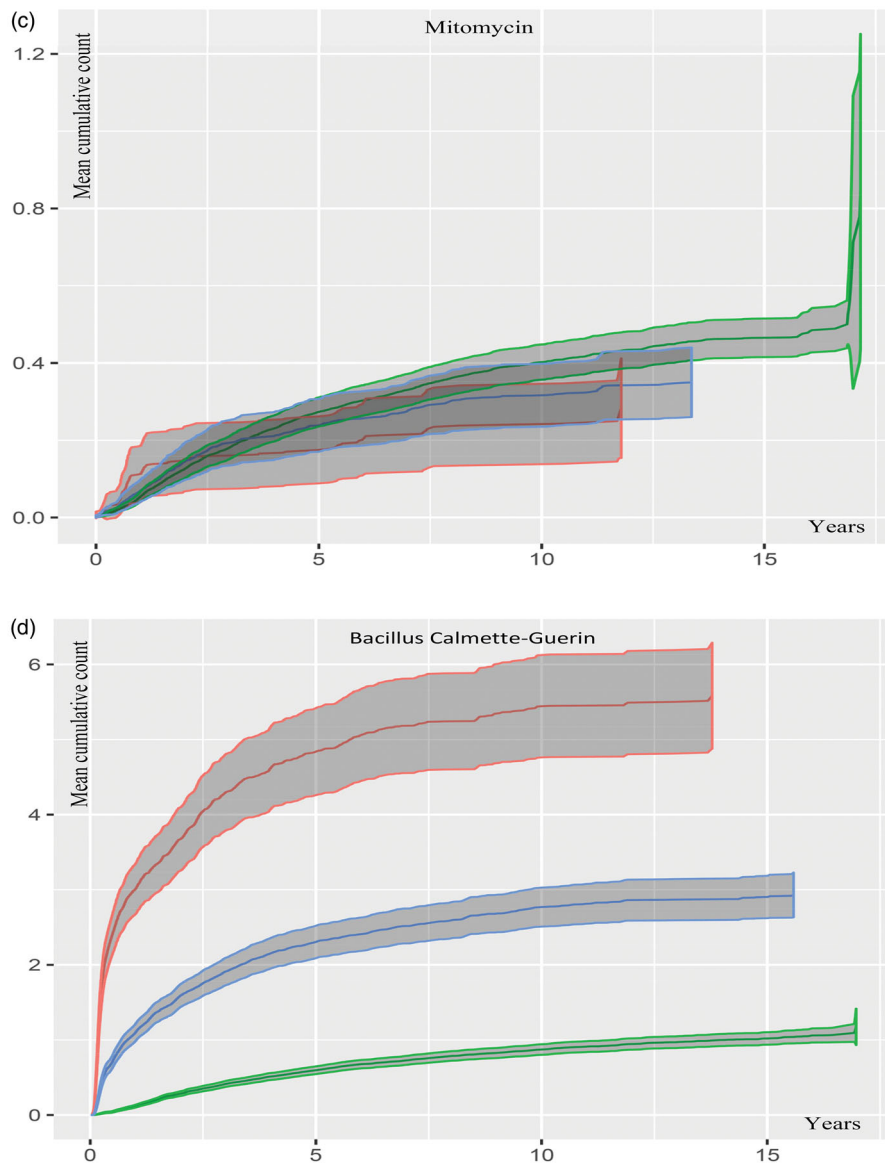 (c)
Mitomycin
Mean cumulative count
1.2
0.8
0.4
0.0
Years
0 5 10 15
(d)
Bacillus Calmette-Guerin
Mean cumulative count
6
4
2
0
Years
0 5 10 15